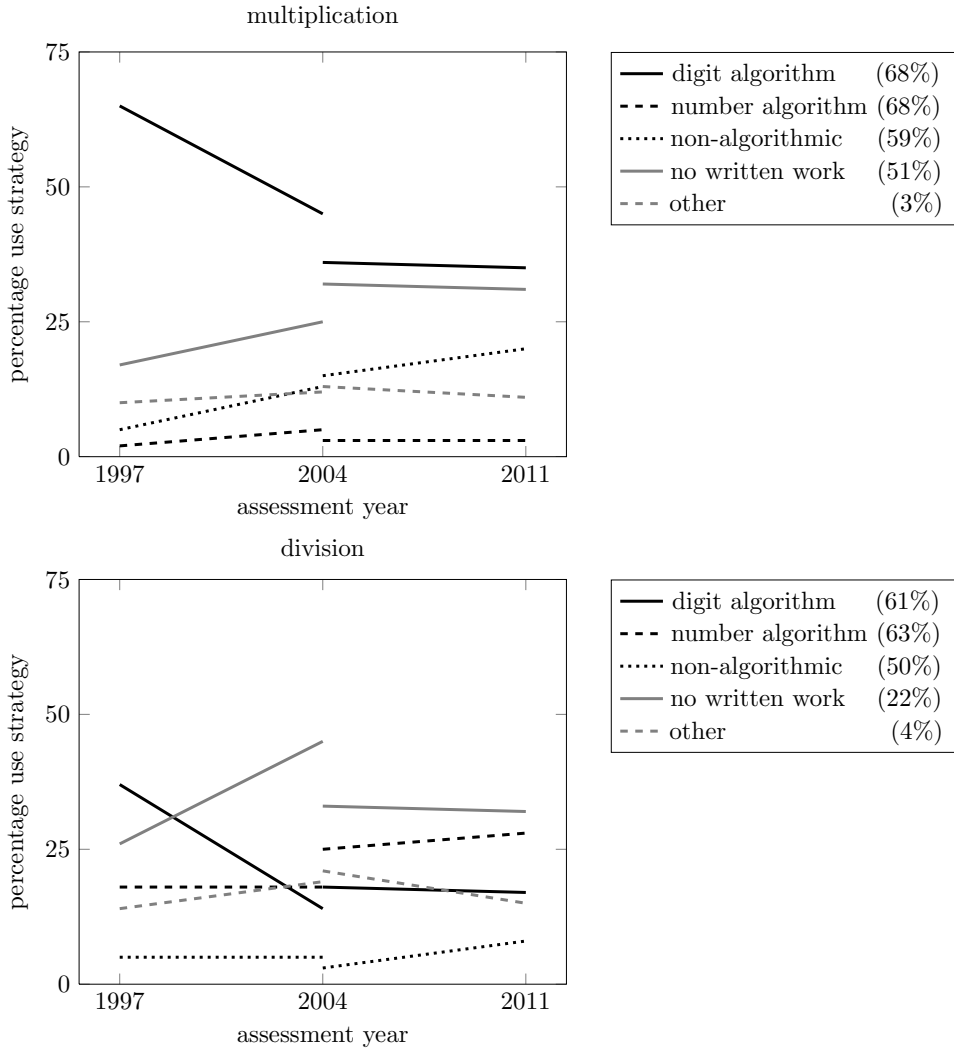 multiplication
75
50
25
0
percentage use strategy
1997 2004 2011
assessment year
digit algorithm (68%)
number algorithm (68%)
non-algorithmic (59%)
no written work (51%)
other (3%)
division
75
50
25
0
percentage use strategy
1997 2004 2011
assessment year
digit algorithm (61%)
number algorithm (63%)
non-algorithmic (50%)
no written work (22%)
other (4%)